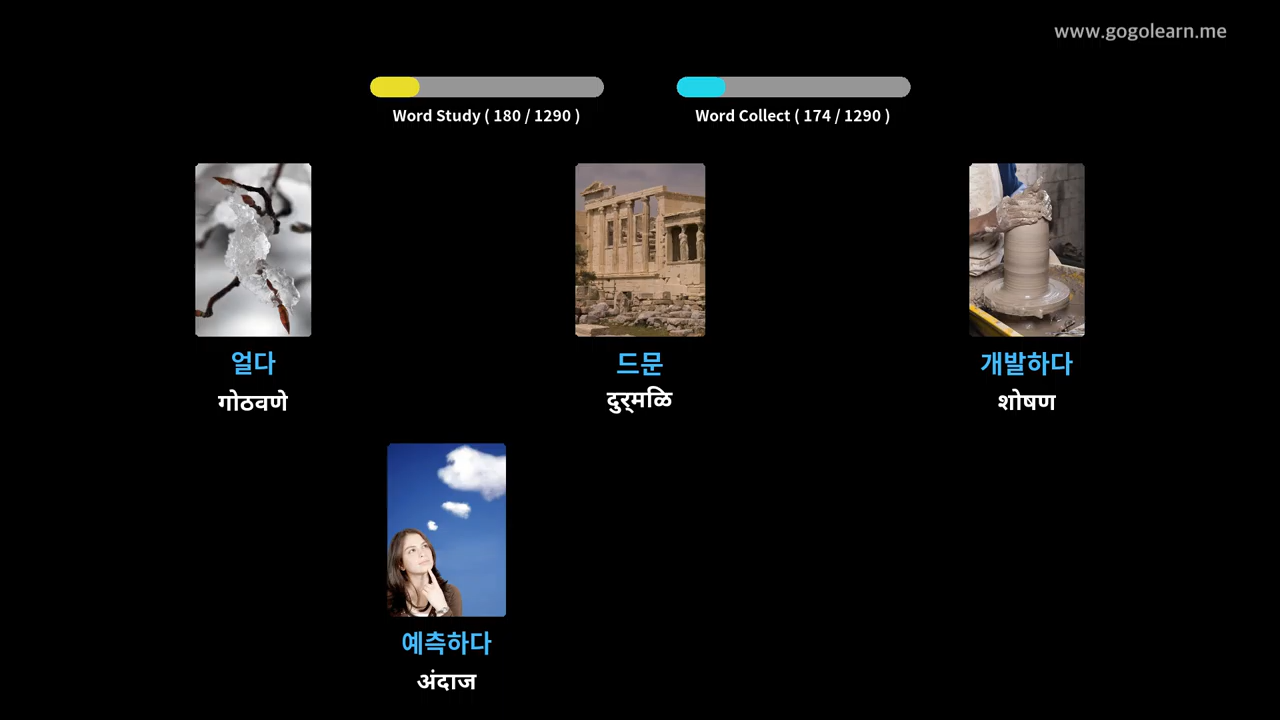 www.gogolearn.me
Word Study ( 180 / 1290 )
Word Collect ( 174 / 1290 )
얼다
गोठवणे
드문
दुर्‍मळि
개발하다
शोषण
예측하다
अंदाज